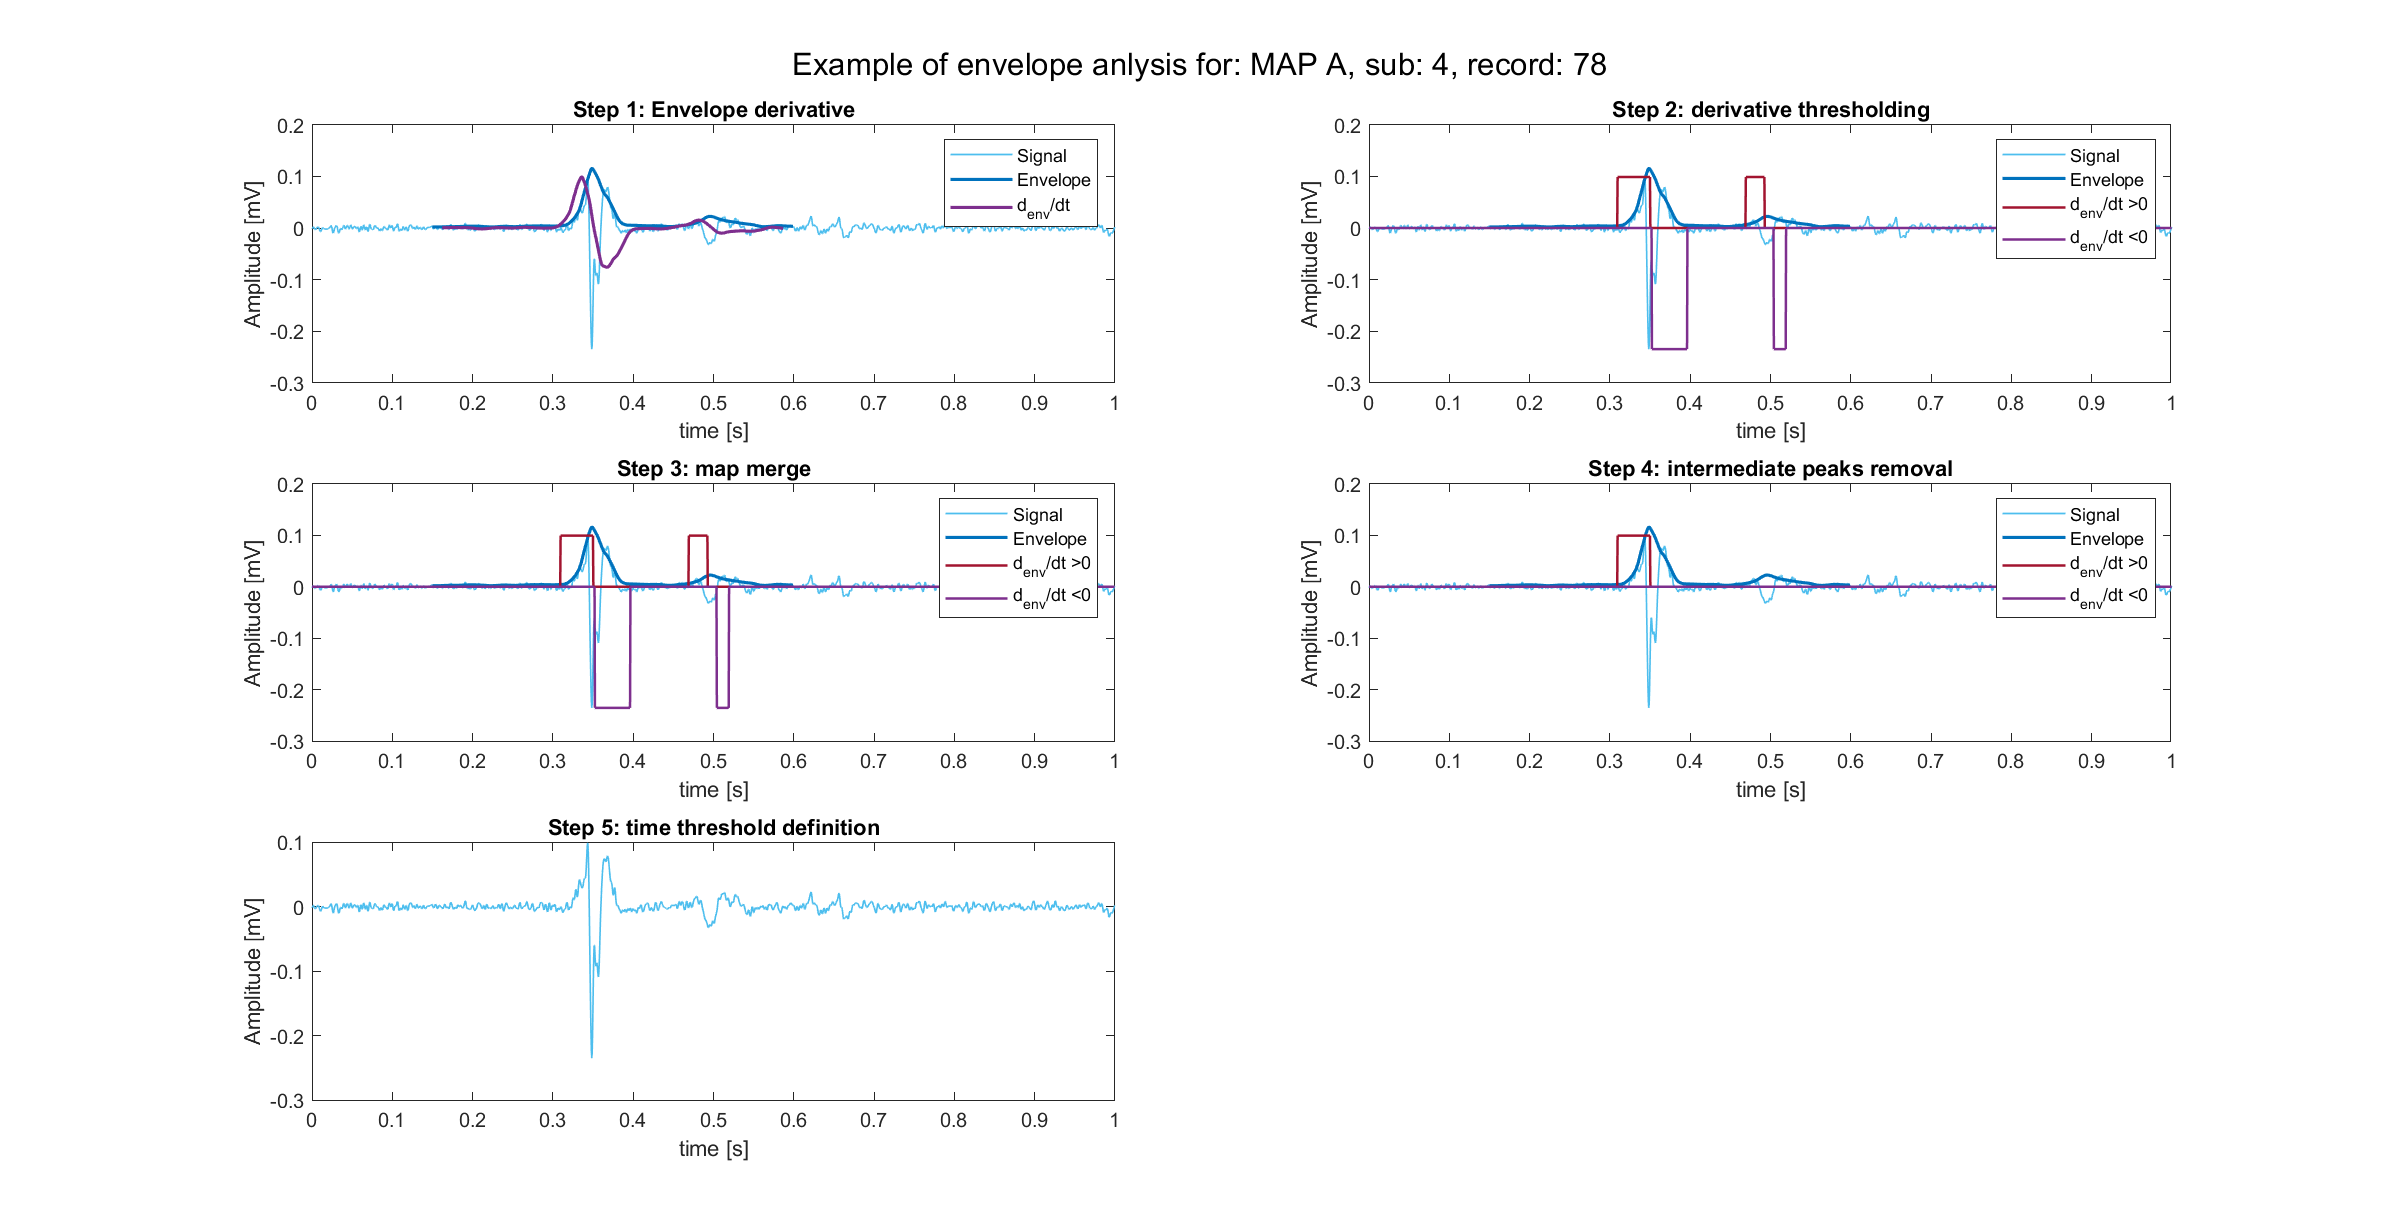 Example of envelope anlysis for: MAP A, sub: 4, record: 78
Step 1: Envelope derivative
0.2
0.1
0
-0.1
-0.2
-0.3
Amplitude [mV]
0 0.1 0.2 0.3 0.4 0.5 0.6 0.7 0.8 0.9 1
time [s]
Signal
Envelope
d_env/dt
Step 2: derivative thresholding
0.2
0.1
0
-0.1
-0.2
-0.3
Amplitude [mV]
0 0.1 0.2 0.3 0.4 0.5 0.6 0.7 0.8 0.9 1
time [s]
Signal
Envelope
d_env/dt >0
d_env/dt <0
Step 3: map merge
0.2
0.1
0
-0.1
-0.2
-0.3
Amplitude [mV]
0 0.1 0.2 0.3 0.4 0.5 0.6 0.7 0.8 0.9 1
time [s]
Signal
Envelope
d_env/dt >0
d_env/dt <0
Step 4: intermediate peaks removal
0.2
0.1
0
-0.1
-0.2
-0.3
Amplitude [mV]
0 0.1 0.2 0.3 0.4 0.5 0.6 0.7 0.8 0.9 1
time [s]
Signal
Envelope
d_env/dt >0
d_env/dt <0
Step 5: time threshold definition
0.1
0
-0.1
-0.2
-0.3
Amplitude [mV]
0 0.1 0.2 0.3 0.4 0.5 0.6 0.7 0.8 0.9 1
time [s]